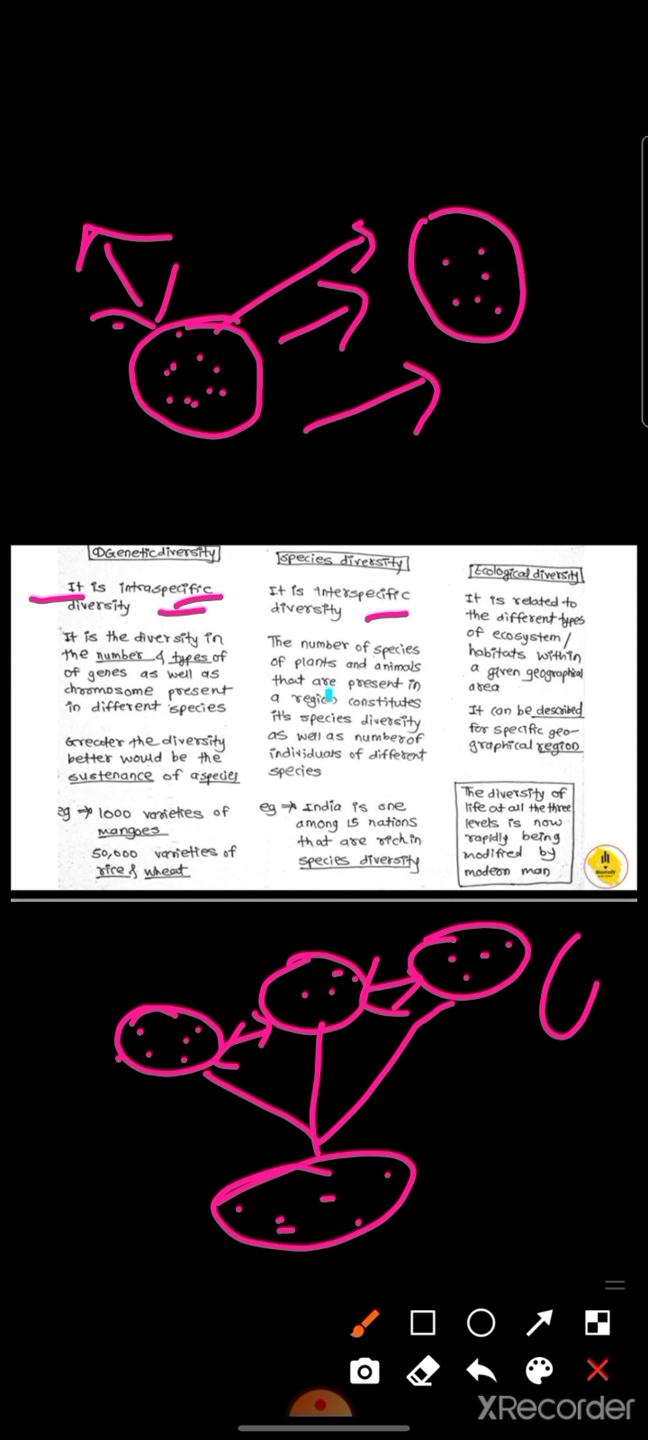 ①Genetic diversity
It is intraspecific
diversity
It is the diversity in
the number & types of
of genes as well as
chromosome present
in different species
Greater the diversity
better would be the
sustenance of a species
eg → 1000 varieties of
mangoes
50,000 varieties of
rice & wheat
species diversity
It is interspecific
diversity
The number of species
of plants and animals
that are present in
a region constitutes
it's species diversity
as well as number of
individuals of different
species
eg → India is one
among 15 nations
that are rich in
species diversity
Ecological diversity
It is related to
the different types
of ecosystem/
habitats within
a given geographical
area
It can be described
for specific geo-
graphical region
The diversity of
life at all the three
levels is now
rapidly being
modified by
modern man
XRecorder